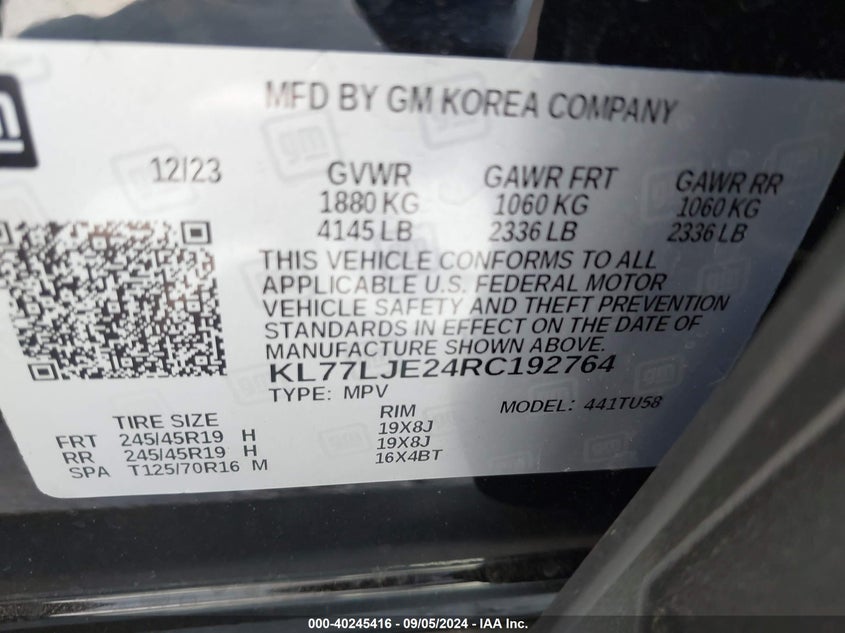 gm
MFD BY GM KOREA COMPANY
12/23 GVWR GAWR FRT GAWR RR
1880 KG 1060 KG 1060 KG
4145 LB 2336 LB 2336 LB
THIS VEHICLE CONFORMS TO ALL
APPLICABLE U.S. FEDERAL MOTOR
VEHICLE SAFETY AND THEFT PREVENTION
STANDARDS IN EFFECT ON THE DATE OF
MANUFACTURE SHOWN ABOVE.
KL77LJE24RC192764
TYPE: MPV MODEL: 441TU58
TIRE SIZE RIM
FRT 245/45R19 H 19X8J
RR 245/45R19 H 19X8J
SPA T125/70R16 M 16X4BT
000-40245416 - 09/05/2024 - IAA Inc.